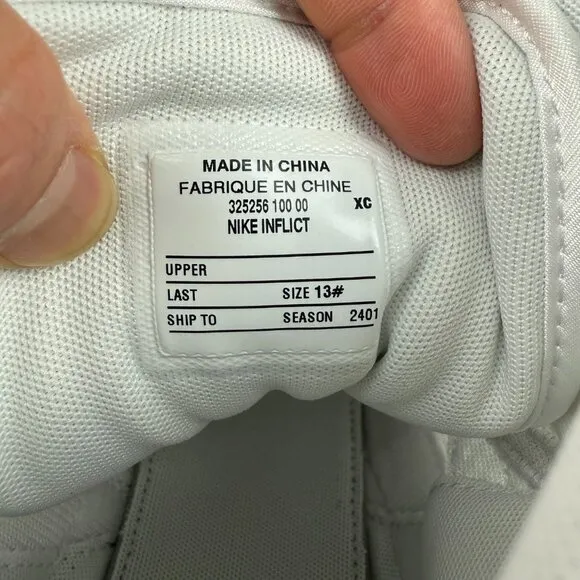 MADE IN CHINA
FABRIQUE EN CHINE
325256 100 00 XC
NIKE INFLICT
UPPER
LAST SIZE 13#
SHIP TO SEASON 2401